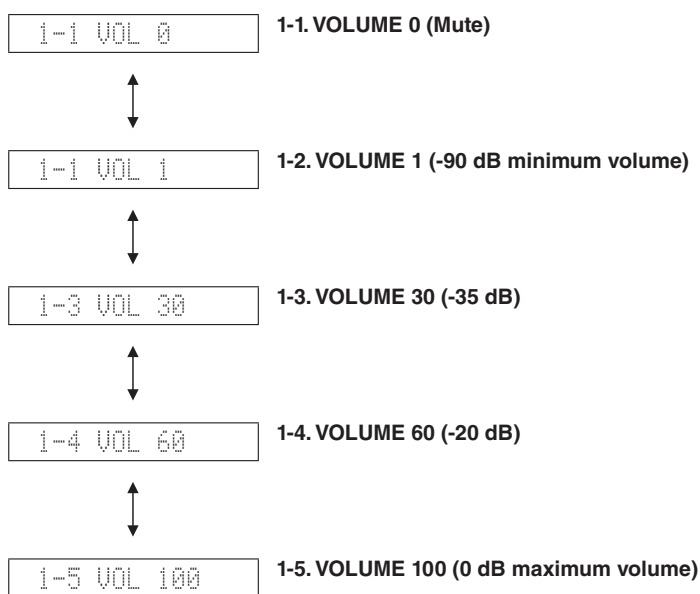 1-1 VOL 0
1-1. VOLUME 0 (Mute)
1-1 VOL 1
1-2. VOLUME 1 (-90 dB minimum volume)
1-3 VOL 30
1-3. VOLUME 30 (-35 dB)
1-4 VOL 60
1-4. VOLUME 60 (-20 dB)
1-5 VOL 100
1-5. VOLUME 100 (0 dB maximum volume)